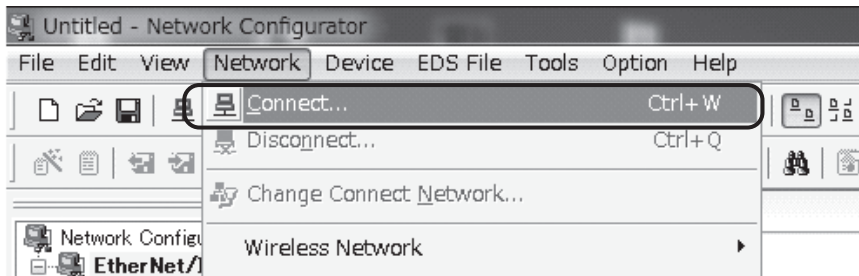 Untitled - Network Configurator
File Edit View Network Device EDS File Tools Option Help
Connect... Ctrl+W
Disconnect... Ctrl+Q
Change Connect Network...
Network
Wireless Network
EtherNet/